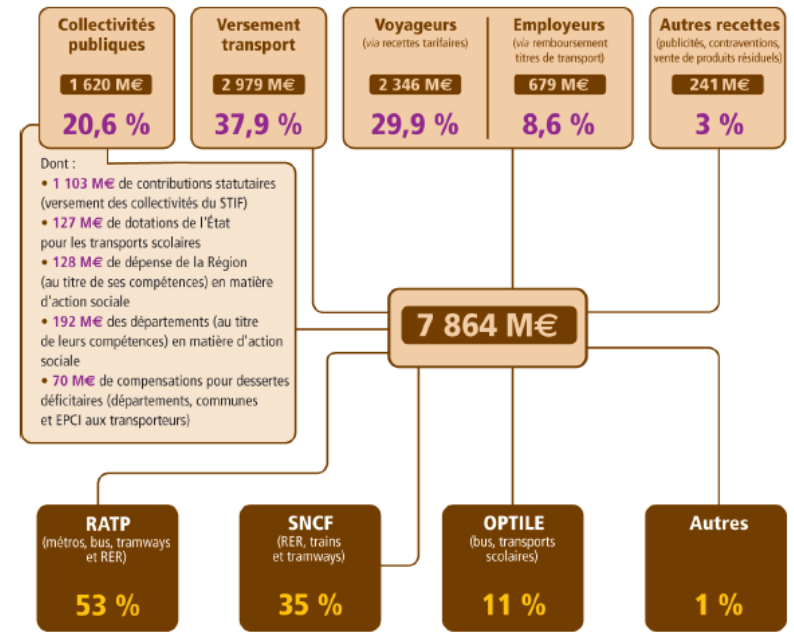 Collectivités
publiques
1 620 M€
20,6 %
Versement
transport
2 979 M€
37,9 %
Voyageurs
(via recettes tarifaires)
2 346 M€
29,9 %
Employeurs
(via remboursement
titres de transport)
679 M€
8,6 %
Autres recettes
(publicités, contraventions,
vente de produits résiduels)
241 M€
3 %
Dont :
• 1 103 M€ de contributions statutaires
(versement des collectivités du STIF)
• 127 M€ de dotations de l'État
pour les transports scolaires
• 128 M€ de dépense de la Région
(au titre de ses compétences) en matière
d'action sociale
• 192 M€ des départements (au titre
de leurs compétences) en matière d'action
sociale
• 70 M€ de compensations pour dessertes
déficitaires (départements, communes
et EPCI aux transporteurs)
7 864 M€
RATP
(métros, bus, tramways
et RER)
53 %
SNCF
(RER, trains
et tramways)
35 %
OPTILE
(bus, transports
scolaires)
11 %
Autres
1 %